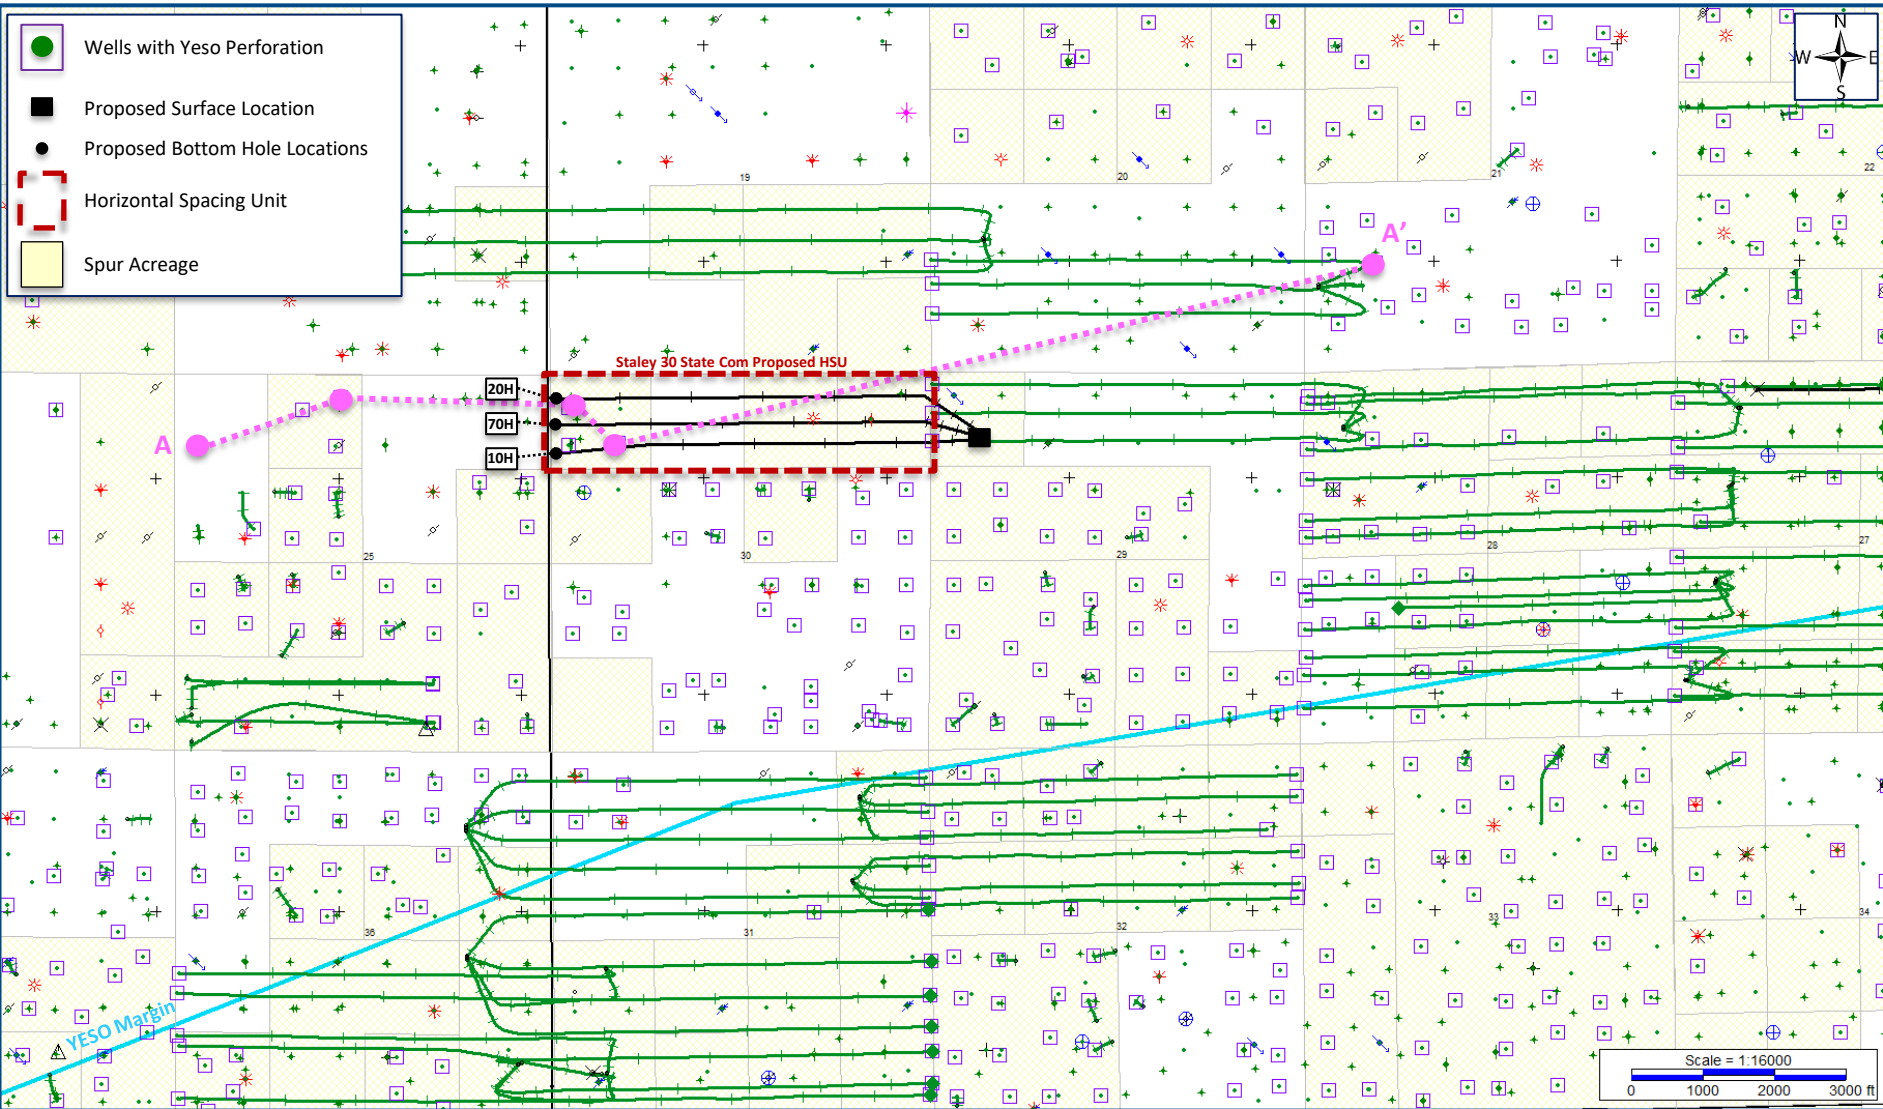 Wells with Yeso Perforation
Proposed Surface Location
Proposed Bottom Hole Locations
Horizontal Spacing Unit
Spur Acreage
N
W
E
S
19
20
21
22
A'
Staley 30 State Com Proposed HSU
20H
70H
10H
A
25
30
29
28
27
36
31
32
33
34
YESO Margin
Scale = 1:16000
0 1000 2000 3000 ft